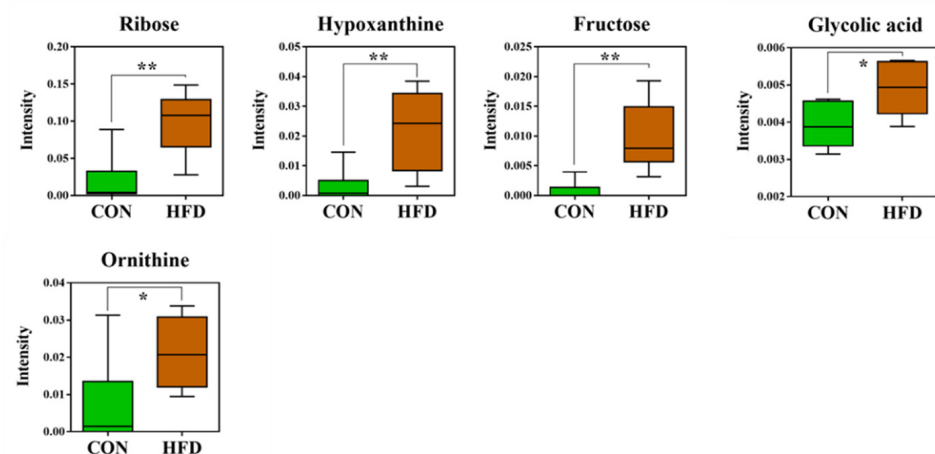 Ribose
Intensity
0.20
0.15
0.10
0.05
0.00
**
CON HFD
Hypoxanthine
Intensity
0.05
0.04
0.03
0.02
0.01
0.00
**
CON HFD
Fructose
Intensity
0.025
0.020
0.015
0.010
0.005
0.000
**
CON HFD
Glycolic acid
Intensity
0.006
0.005
0.004
0.003
0.002
*
CON HFD
Ornithine
Intensity
0.04
0.03
0.02
0.01
0.00
*
CON HFD